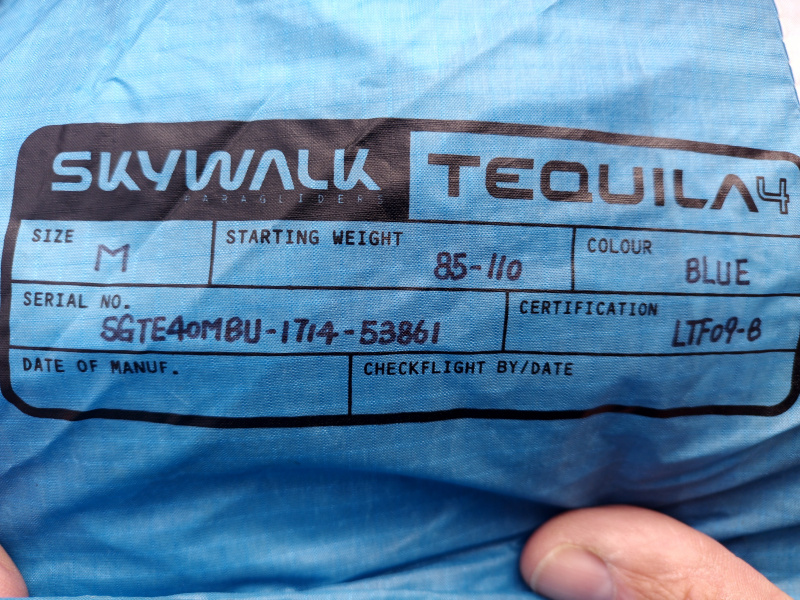 SKYWALK TEQUILA4
PARAGLIDERS
SIZE M STARTING WEIGHT 85-110 COLOUR BLUE
SERIAL NO. SGTE40MBU-1714-53861 CERTIFICATION LTF09-B
DATE OF MANUF. CHECKFLIGHT BY/DATE